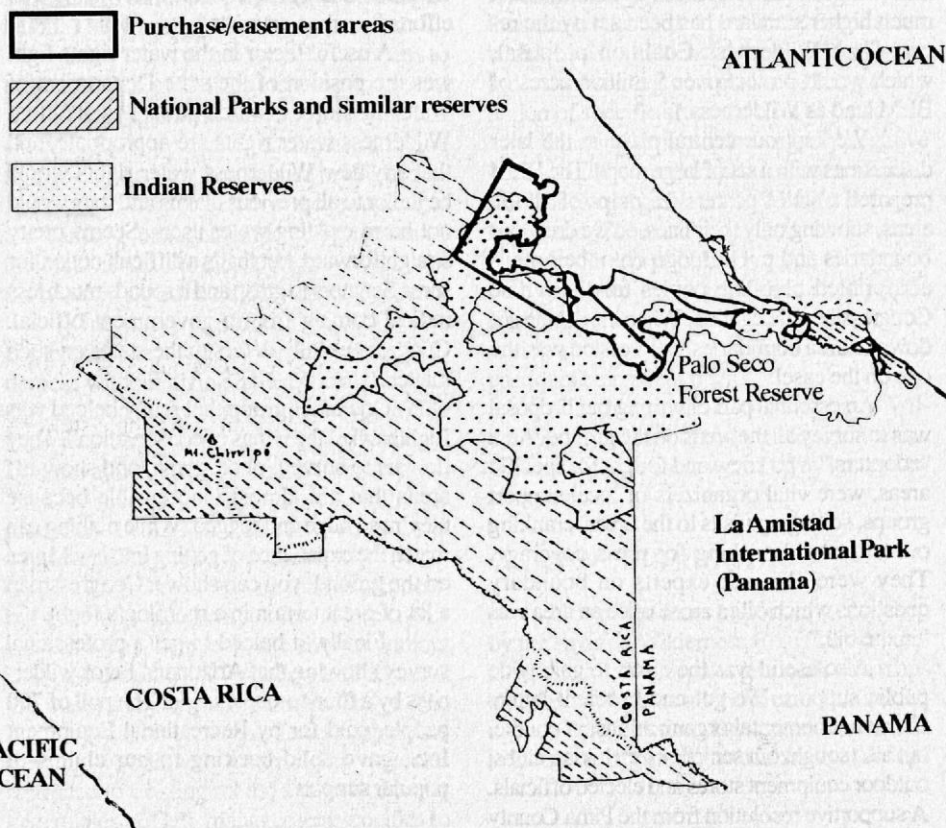 Purchase/easement areas
ATLANTIC OCEAN
National Parks and similar reserves
Indian Reserves
Palo Seco
Forest Reserve
Mt. Chirripó
La Amistad
International Park
(Panama)
COSTA RICA
PANAMA
COSTA RICA
PANAMA
ACIFIC
CEAN